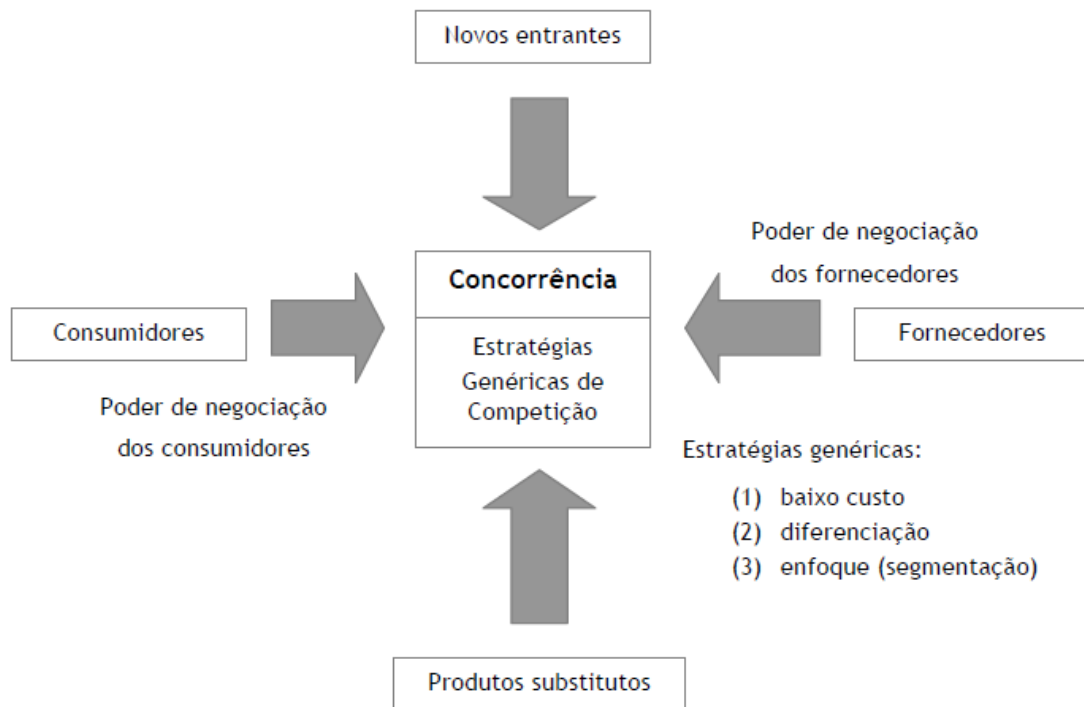 Novos entrantes
Poder de negociação
dos fornecedores
Concorrência
Consumidores
Fornecedores
Estratégias
Genéricas de
Competição
Poder de negociação
dos consumidores
Estratégias genéricas:
(1) baixo custo
(2) diferenciação
(3) enfoque (segmentação)
Produtos substitutos